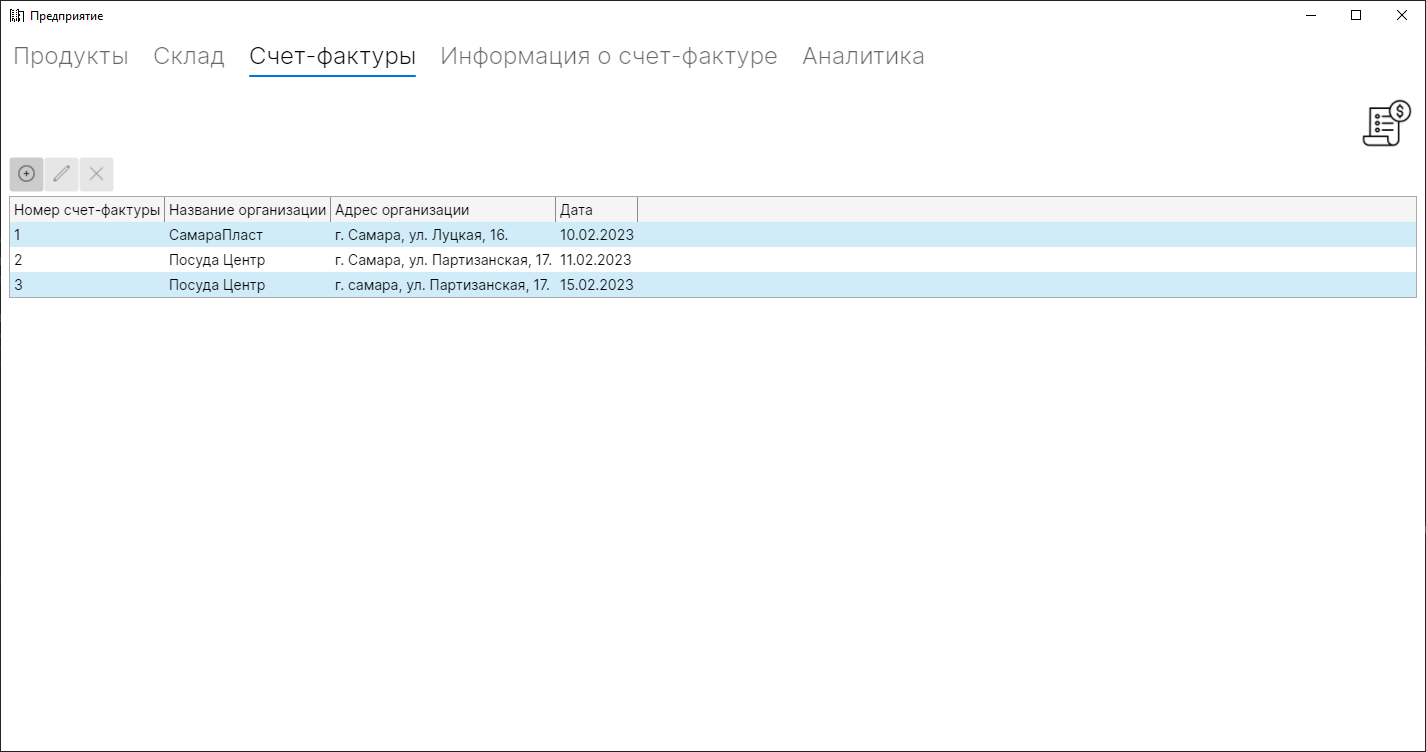 Предприятие
Продукты Склад Счет-фактуры Информация о счет-фактуре Аналитика
$
Номер счет-фактуры Название организации Адрес организации Дата
1 СамараПласт г. Самара, ул. Луцкая, 16. 10.02.2023
2 Посуда Центр г. Самара, ул. Партизанская, 17. 11.02.2023
3 Посуда Центр г. самара, ул. Партизанская, 17. 15.02.2023